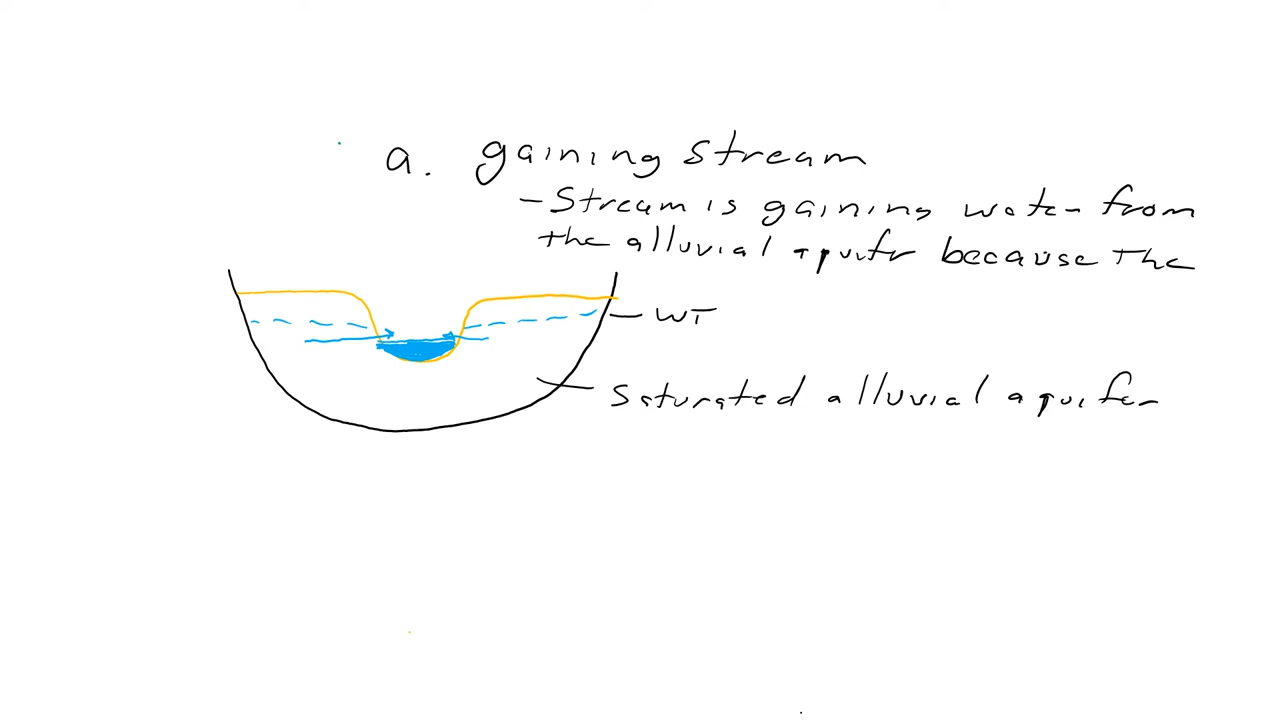 a. gaining stream
- Stream is gaining water from
the alluvial aquifer because the
WT
Saturated alluvial aquifer